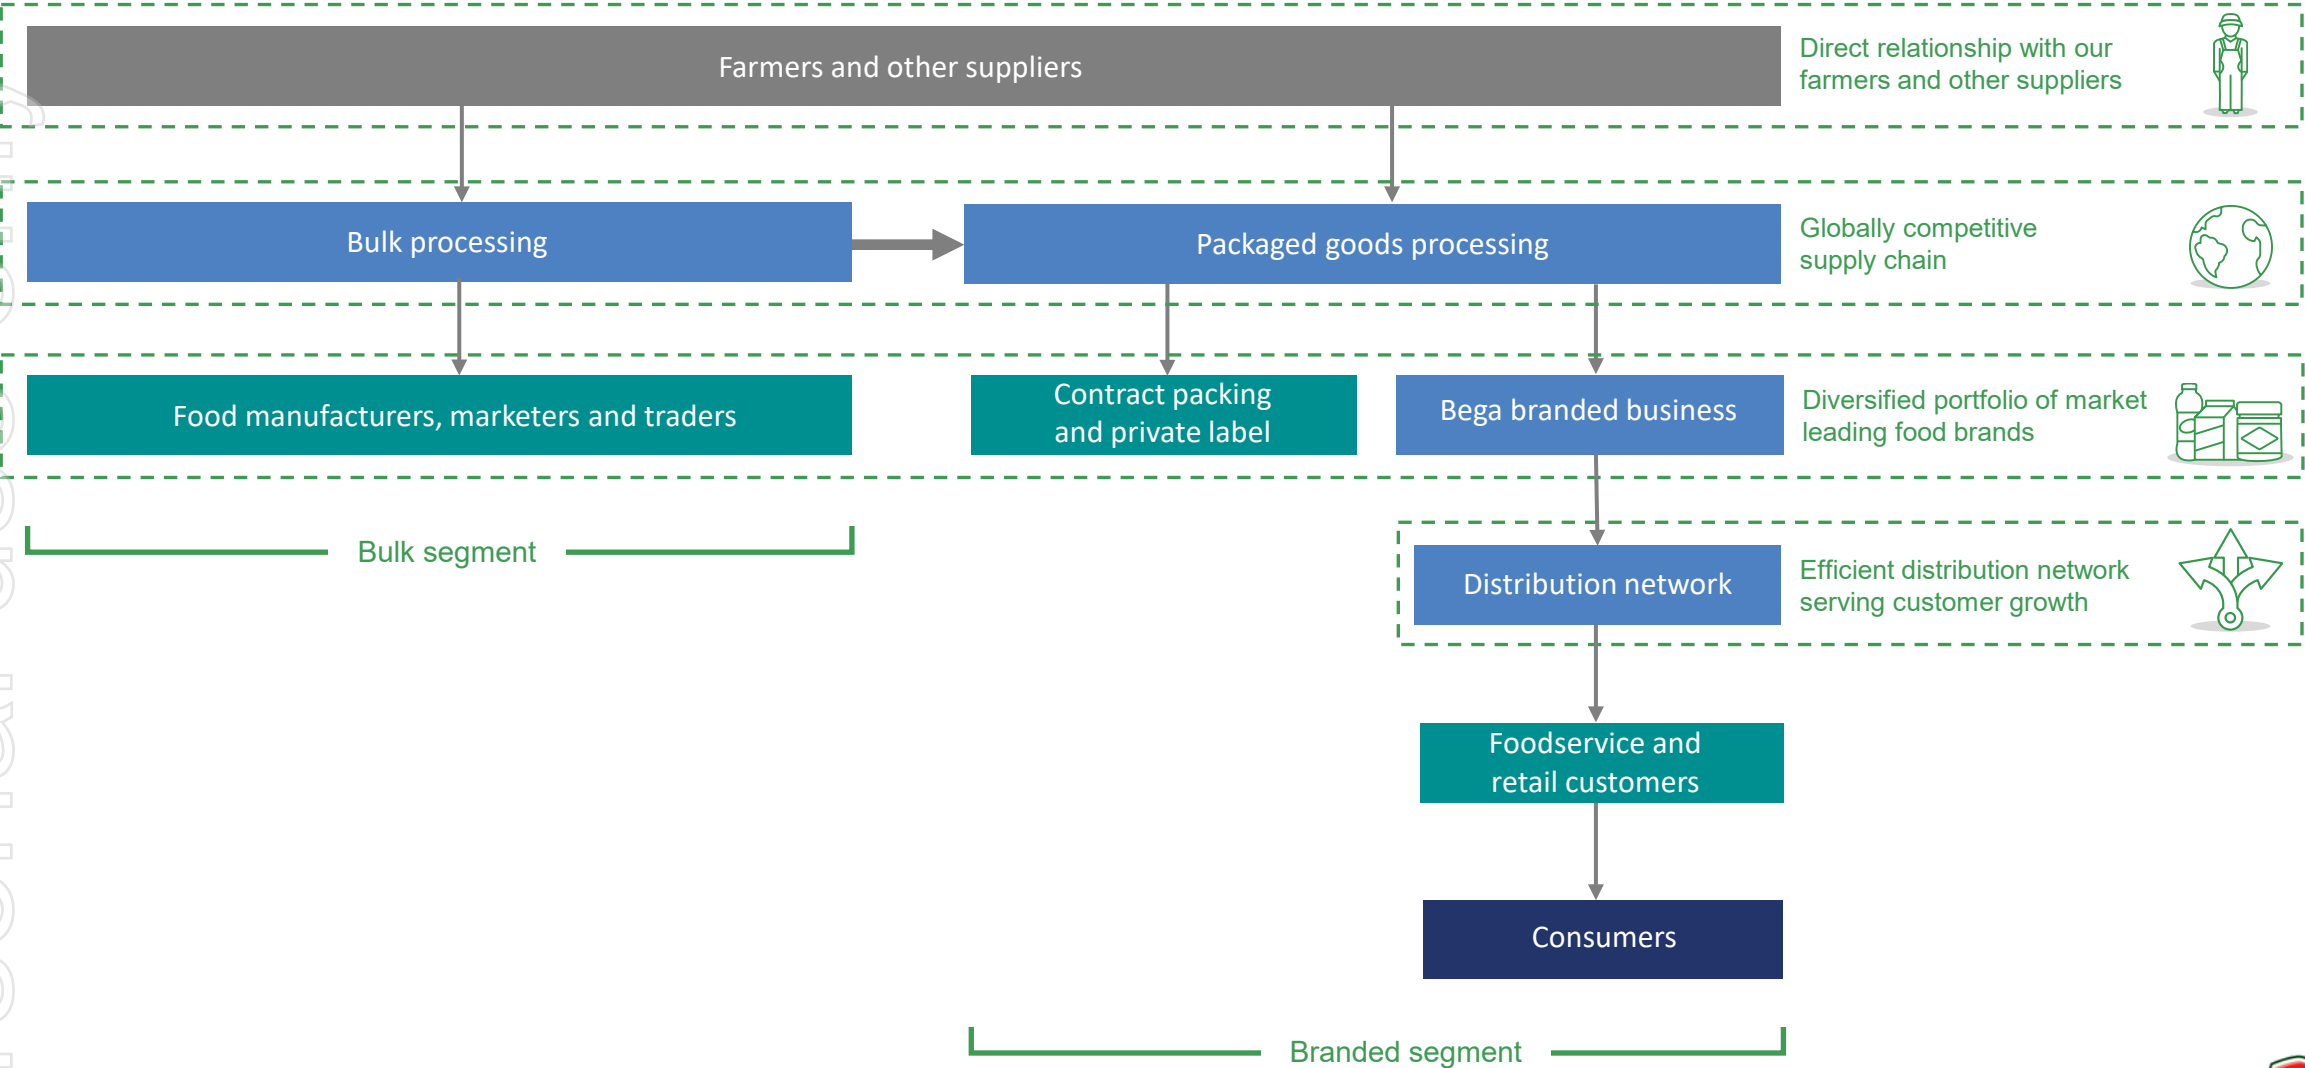 Farmers and other suppliers
Direct relationship with our
farmers and other suppliers
Bulk processing
Packaged goods processing
Globally competitive
supply chain
Food manufacturers, marketers and traders
Contract packing
and private label
Bega branded business
Diversified portfolio of market
leading food brands
Bulk segment
Distribution network
Efficient distribution network
serving customer growth
Foodservice and
retail customers
Consumers
Branded segment